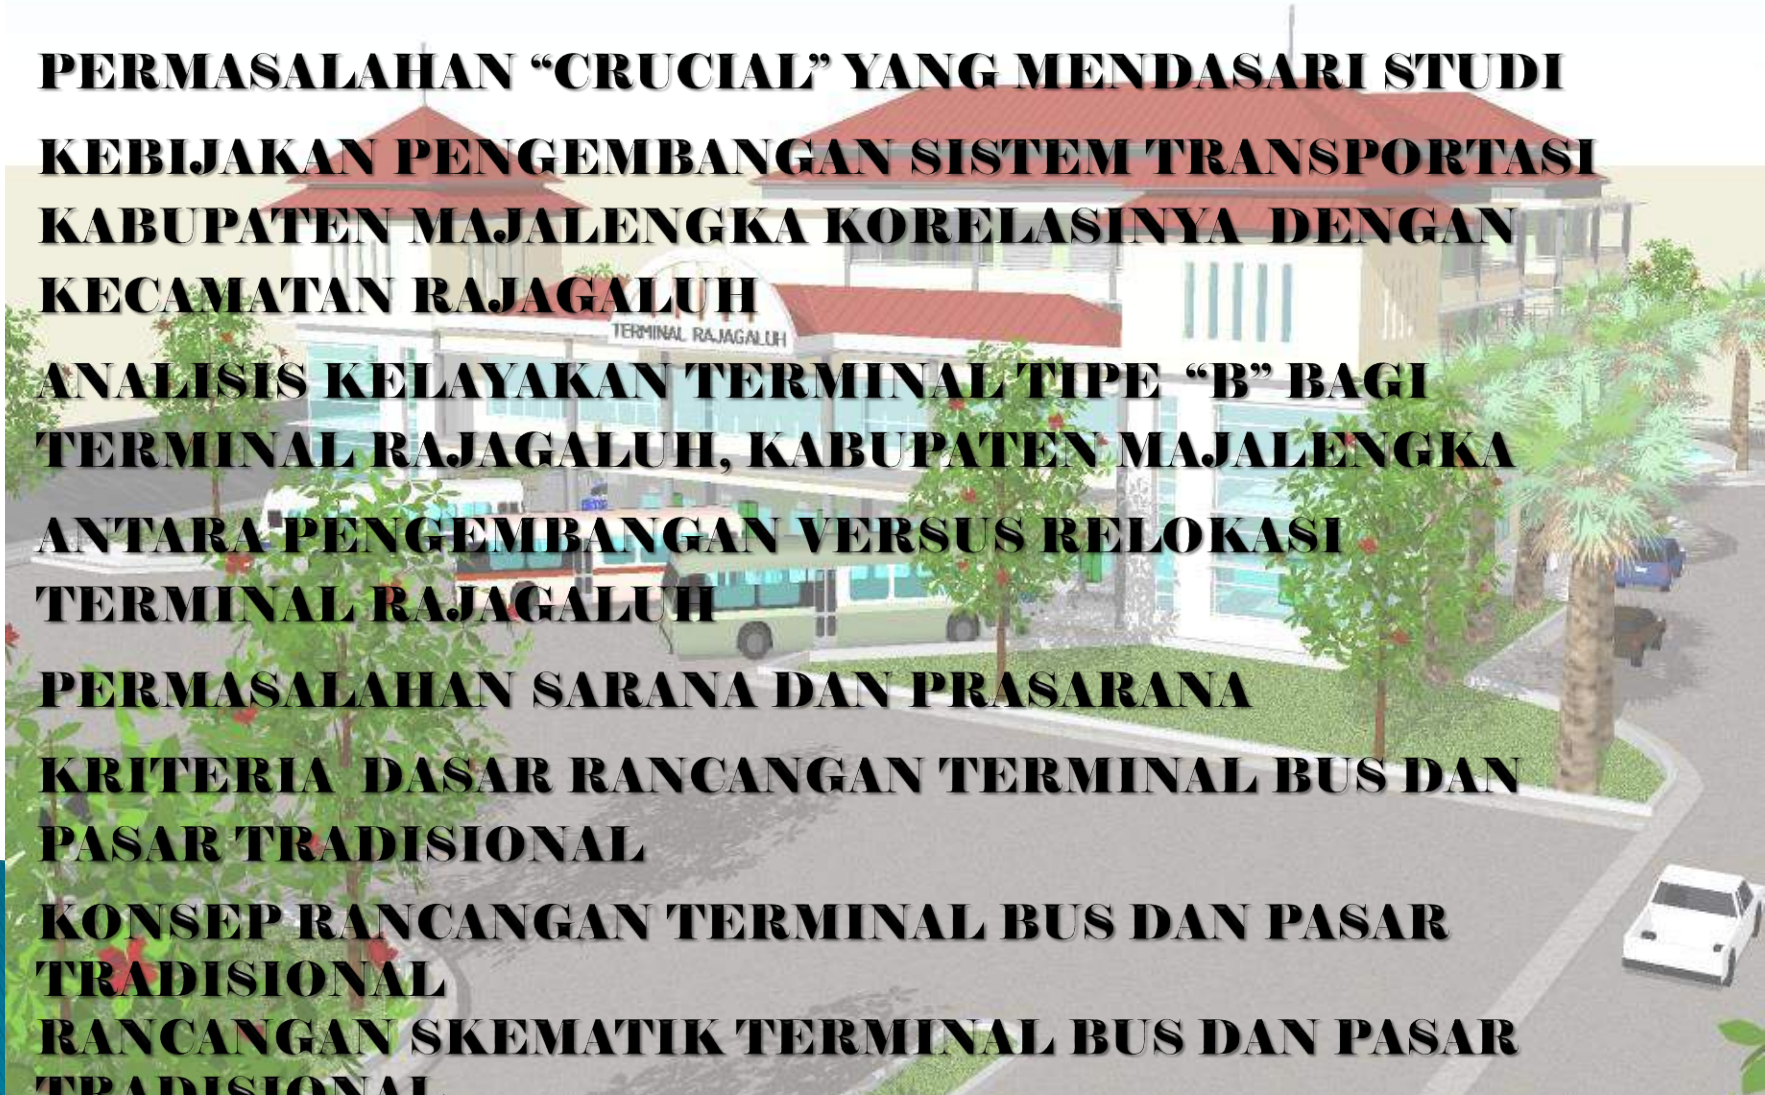 PERMASALAHAN “CRUCIAL” YANG MENDASARI STUDI
KEBIJAKAN PENGEMBANGAN SISTEM TRANSPORTASI
KABUPATEN MAJALENGKA KORELASINYA DENGAN
KECAMATAN RAJAGALUH
TERMINAL RAJAGALUH
ANALISIS KELAYAKAN TERMINAL TIPE “B” BAGI
TERMINAL RAJAGALUH, KABUPATEN MAJALENGKA
ANTARA PENGEMBANGAN VERSUS RELOKASI
TERMINAL RAJAGALUH
PERMASALAHAN SARANA DAN PRASARANA
KRITERIA DASAR RANCANGAN TERMINAL BUS DAN
PASAR TRADISIONAL
KONSEP RANCANGAN TERMINAL BUS DAN PASAR
TRADISIONAL
RANCANGAN SKEMATIK TERMINAL BUS DAN PASAR
TRADISIONAL